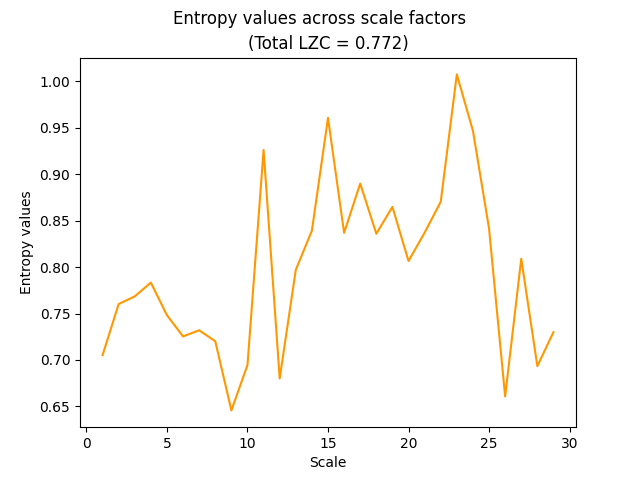 Entropy values across scale factors
(Total LZC = 0.772)
1.00
0.95
0.90
0.85
0.80
0.75
0.70
0.65
Entropy values
0 5 10 15 20 25 30
Scale